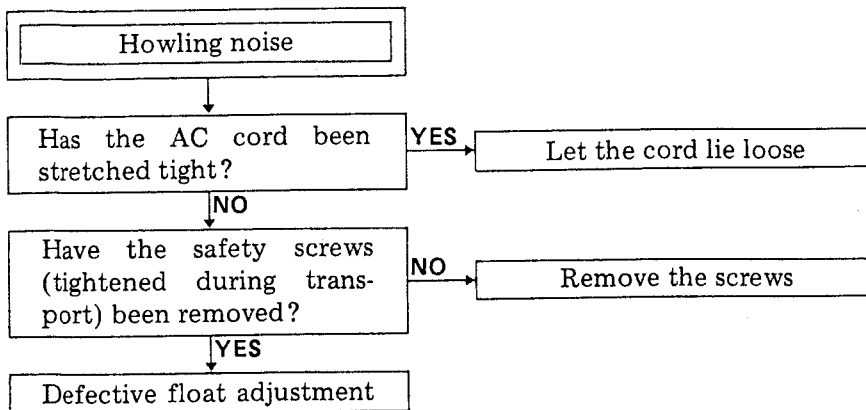 Howling noise
Has the AC cord been
stretched tight?
YES
Let the cord lie loose
NO
Have the safety screws
(tightened during trans-
port) been removed?
NO
Remove the screws
YES
Defective float adjustment